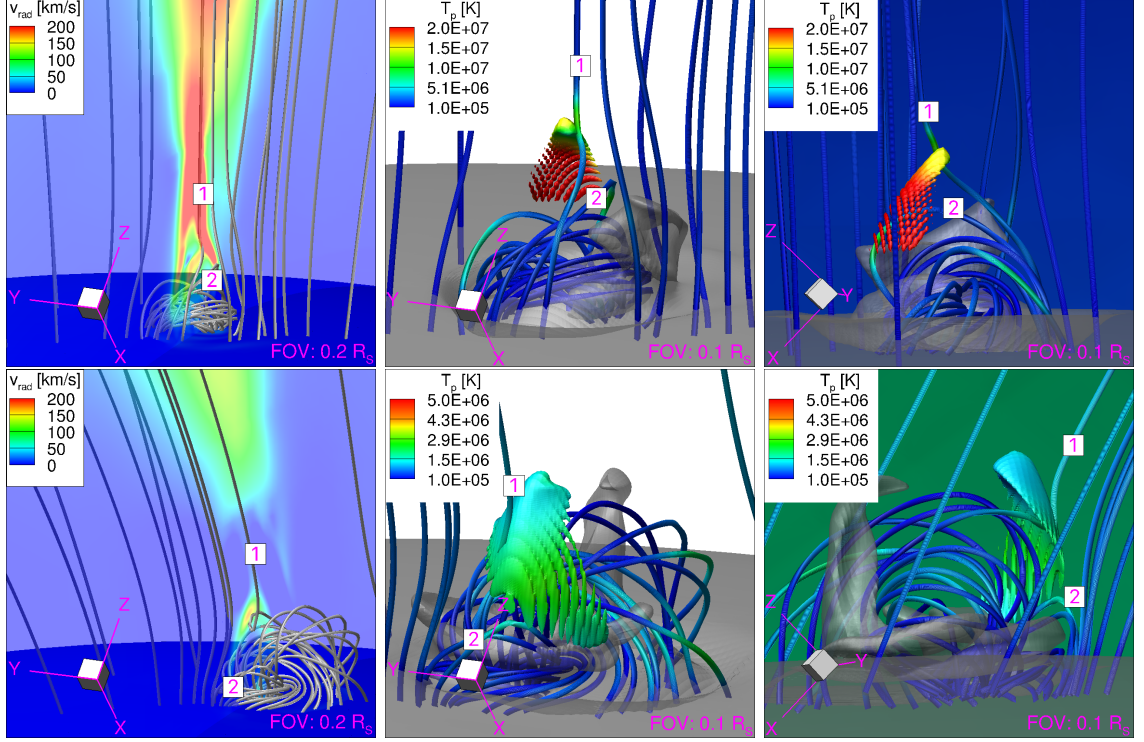 v_rad [km/s]
200
150
100
50
0
1
2
Z
Y
X
FOV: 0.2 R_S
T_p [K]
2.0E+07
1.5E+07
1.0E+07
5.1E+06
1.0E+05
1
2
Z
Y
X
FOV: 0.1 R_S
T_p [K]
2.0E+07
1.5E+07
1.0E+07
5.1E+06
1.0E+05
1
2
Z
Y
X
FOV: 0.1 R_S
v_rad [km/s]
200
150
100
50
0
1
2
Z
Y
X
FOV: 0.2 R_S
T_p [K]
5.0E+06
4.3E+06
2.9E+06
1.5E+06
1.0E+05
1
2
Z
Y
X
FOV: 0.1 R_S
T_p [K]
5.0E+06
4.3E+06
2.9E+06
1.5E+06
1.0E+05
1
2
Z
Y
X
FOV: 0.1 R_S